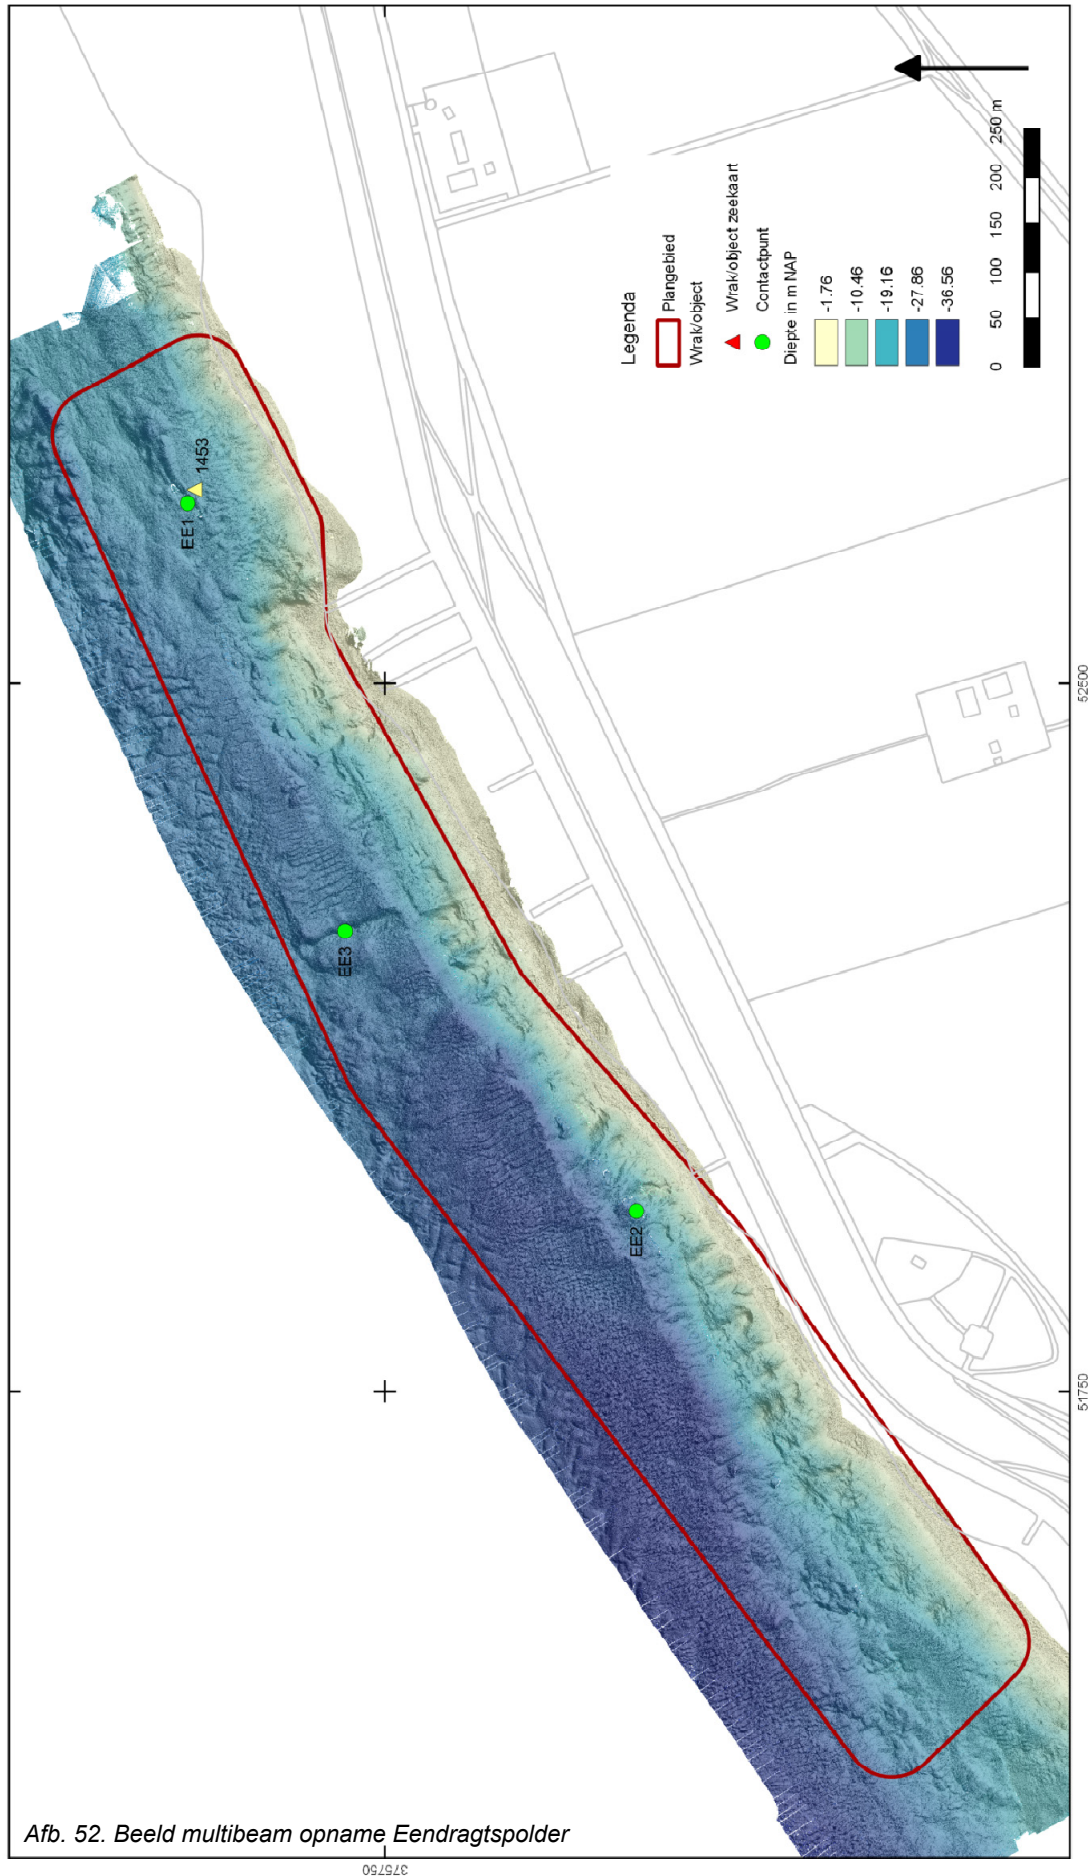 1453
EE1
EE3
EE2
Legenda
Plangebied
Wrak/object
Wrak/object zeekaart
Contactpunt
Diepte in m NAP
-1.76
-10.46
-19.16
-27.86
-36.56
0 50 100 150 200 250 m
52500
51750
375750
Afb. 52. Beeld multibeam opname Eendragtspolder